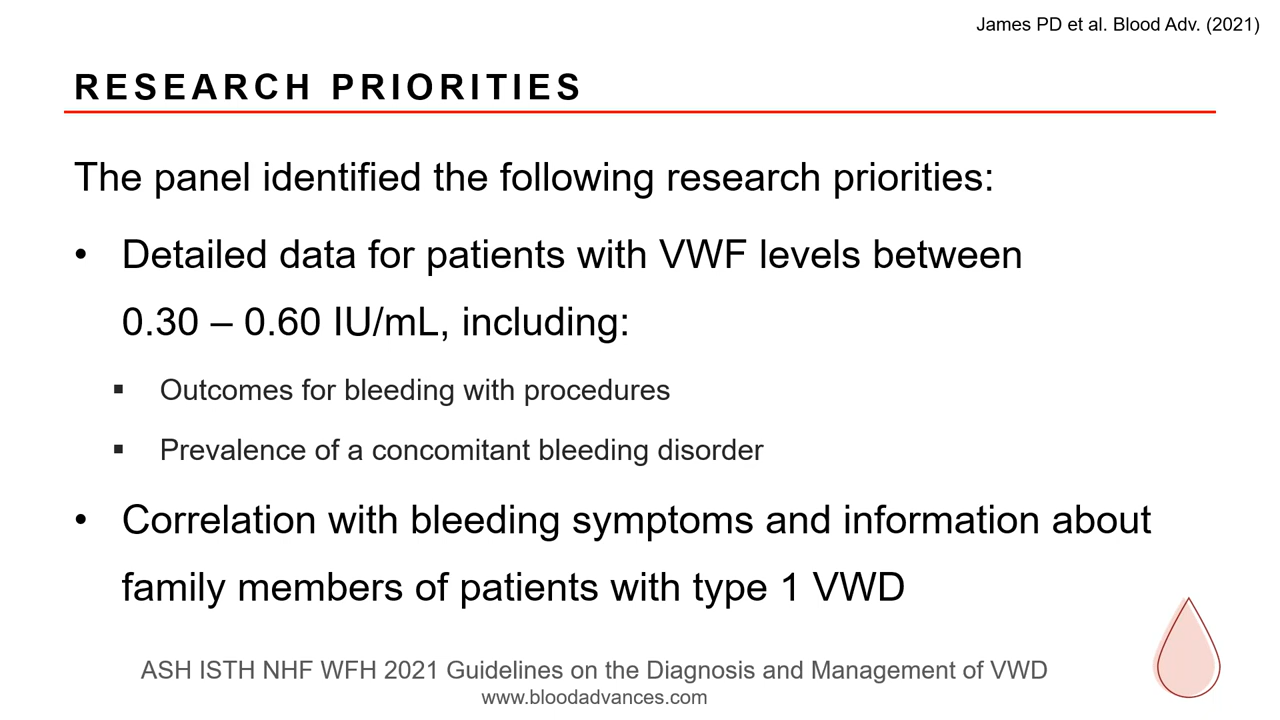 James PD et al. Blood Adv. (2021)
RESEARCH PRIORITIES
The panel identified the following research priorities:
• Detailed data for patients with VWF levels between
0.30 – 0.60 IU/mL, including:
▪ Outcomes for bleeding with procedures
▪ Prevalence of a concomitant bleeding disorder
• Correlation with bleeding symptoms and information about
family members of patients with type 1 VWD
ASH ISTH NHF WFH 2021 Guidelines on the Diagnosis and Management of VWD
www.bloodadvances.com